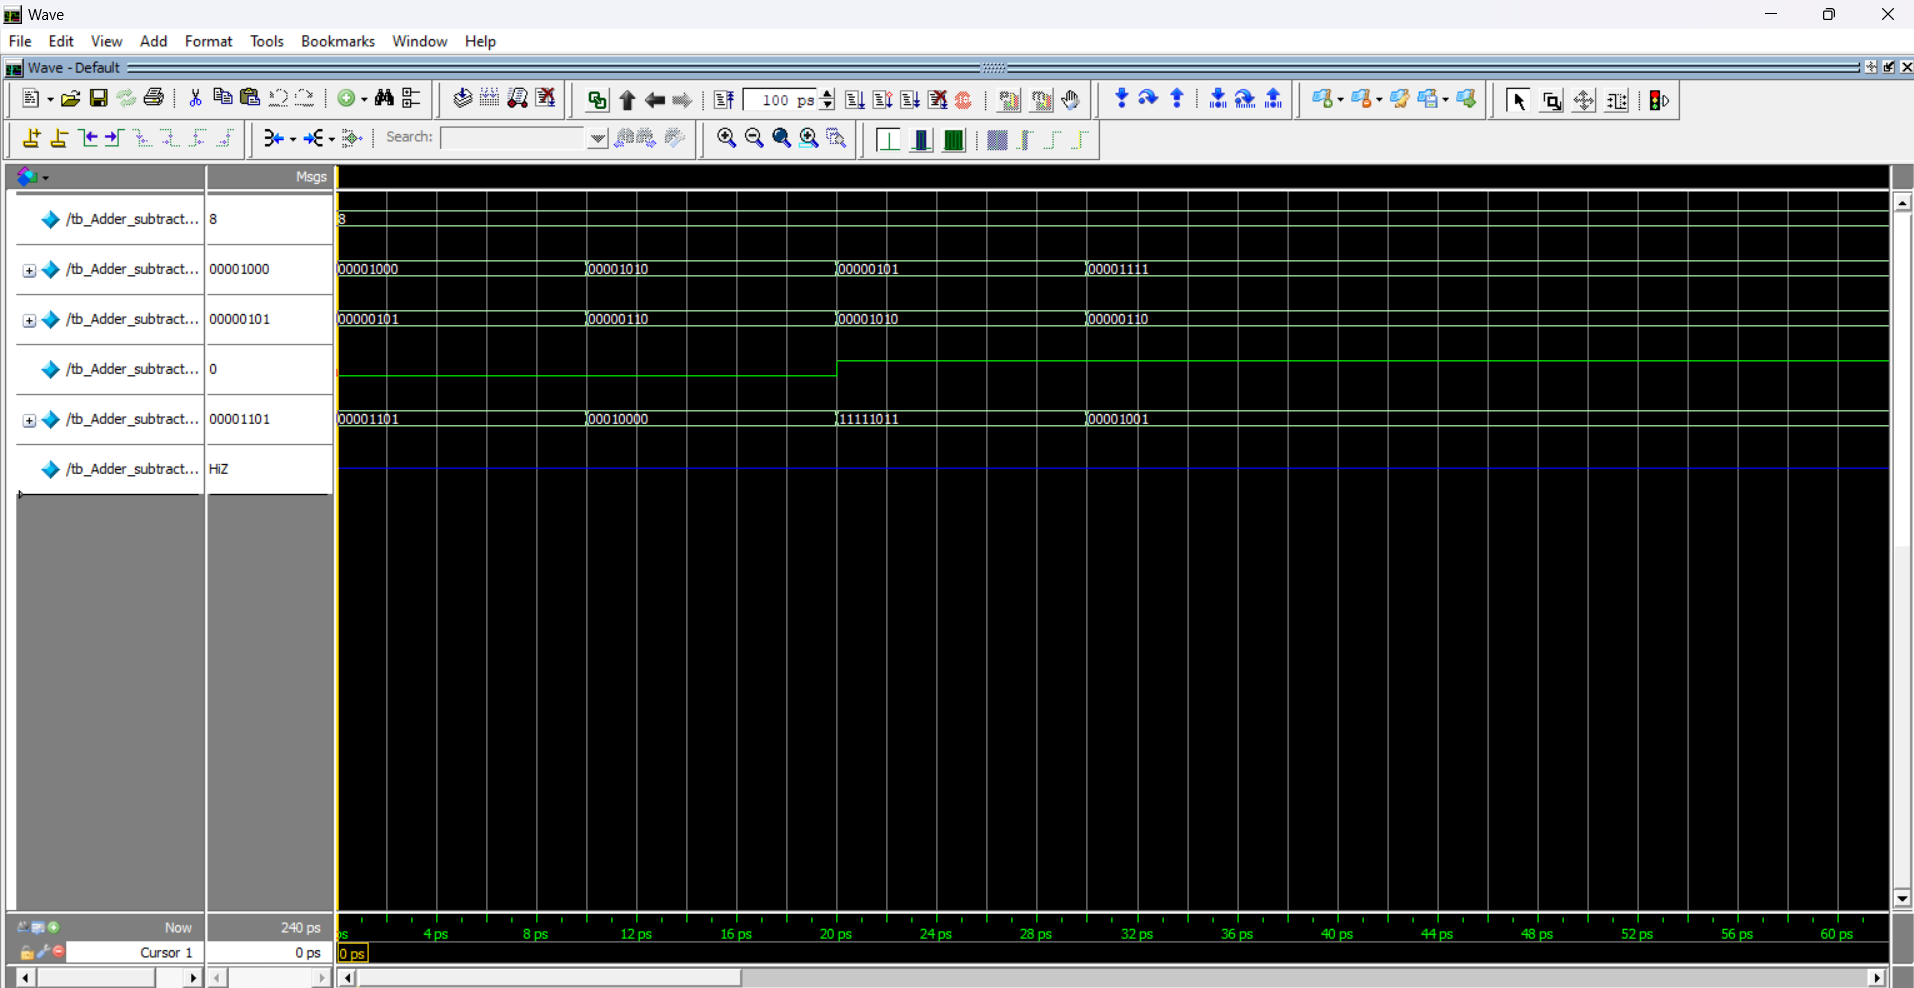 Wave
File Edit View Add Format Tools Bookmarks Window Help
Wave - Default
100 ps
Search:
Msgs
/tb_Adder_subtract... 8 8
/tb_Adder_subtract... 00001000 00001000 00001010 00000101 00001111
/tb_Adder_subtract... 00000101 00000101 00000110 00001010 00000110
/tb_Adder_subtract... 0
/tb_Adder_subtract... 00001101 00001101 00010000 11111011 00001001
/tb_Adder_subtract... HiZ
Now 240 ps ps 4 ps 8 ps 12 ps 16 ps 20 ps 24 ps 28 ps 32 ps 36 ps 40 ps 44 ps 48 ps 52 ps 56 ps 60 ps
Cursor 1 0 ps 0 ps